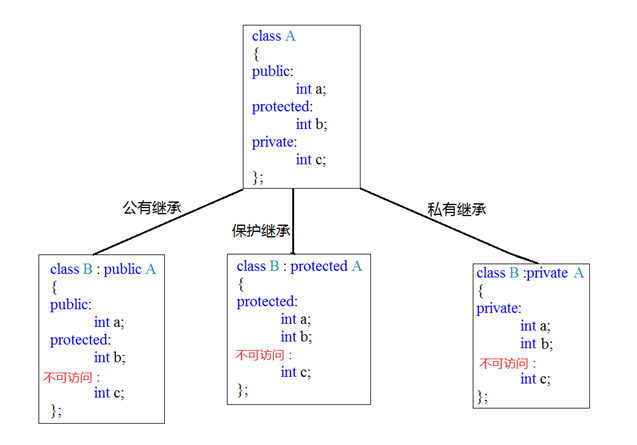 class A
{
public:
int a;
protected:
int b;
private:
int c;
};
公有继承
保护继承
私有继承
class B : public A
{
public:
int a;
protected:
int b;
不可访问：
int c;
};
class B : protected A
{
protected:
int a;
int b;
不可访问：
int c;
};
class B :private A
{
private:
int a;
int b;
不可访问：
int c;
};